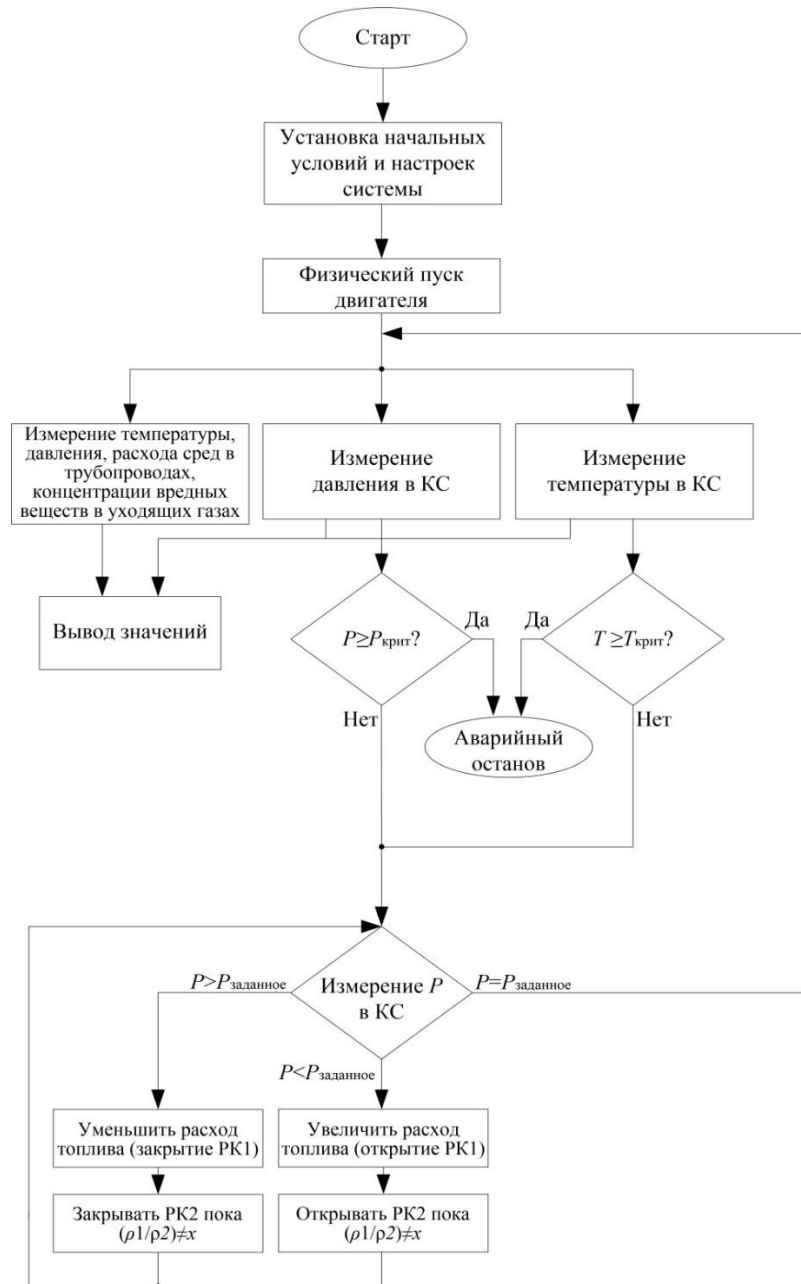 Старт
Установка начальных
условий и настроек
системы
Физический пуск
двигателя
Измерение температуры,
давления, расхода сред в
трубопроводах,
концентрации вредных
веществ в уходящих газах
Измерение
давления в КС
Измерение
температуры в КС
Вывод значений
P≥Pкрит?
Да
Да
T ≥Tкрит?
Нет
Аварийный
останов
Нет
P>Pзаданное
Измерение P
в КС
P=Pзаданное
P<Pзаданное
Уменьшить расход
топлива (закрытие РК1)
Увеличить расход
топлива (открытие РК1)
Закрывать РК2 пока
(ρ1/ρ2)≠x
Открывать РК2 пока
(ρ1/ρ2)≠x